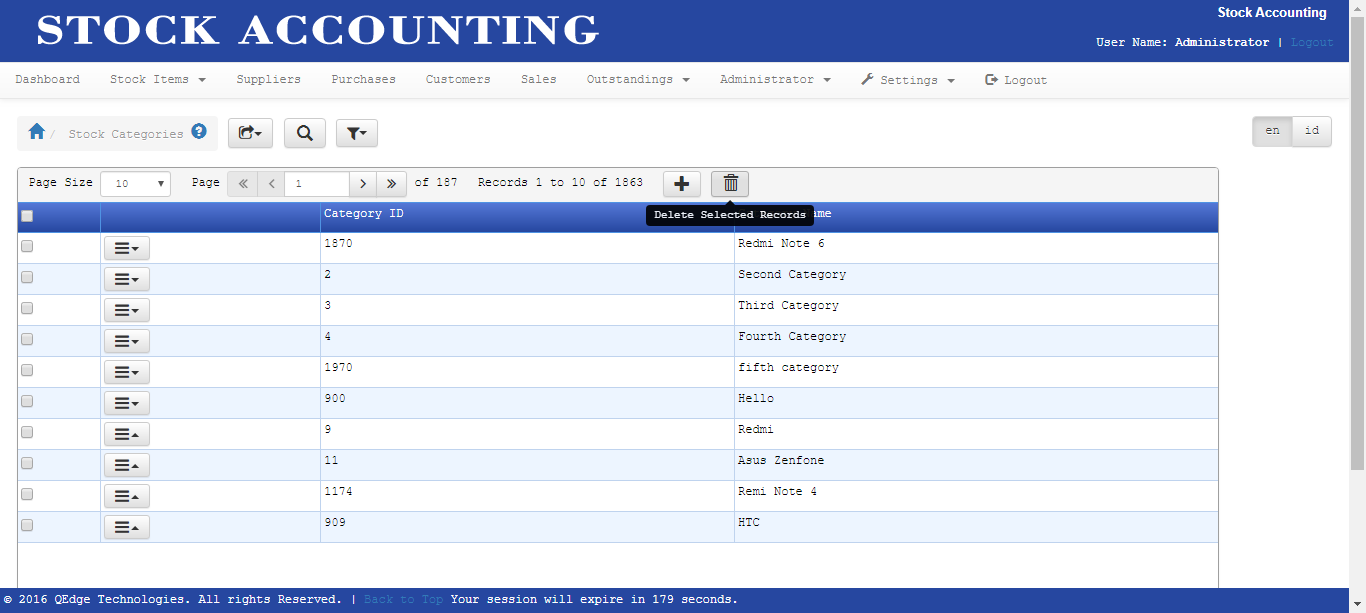 STOCK ACCOUNTING
Stock Accounting
User Name: Administrator | Logout
Dashboard Stock Items Suppliers Purchases Customers Sales Outstandings Administrator Settings Logout
/ Stock Categories ?
en id
Page Size 10 Page « < 1 > » of 187 Records 1 to 10 of 1863
Category ID
Delete Selected Records
1870 Redmi Note 6
2 Second Category
3 Third Category
4 Fourth Category
1970 fifth category
900 Hello
9 Redmi
11 Asus Zenfone
1174 Remi Note 4
909 HTC
© 2016 QEdge Technologies. All rights Reserved. | Back to Top Your session will expire in 179 seconds.